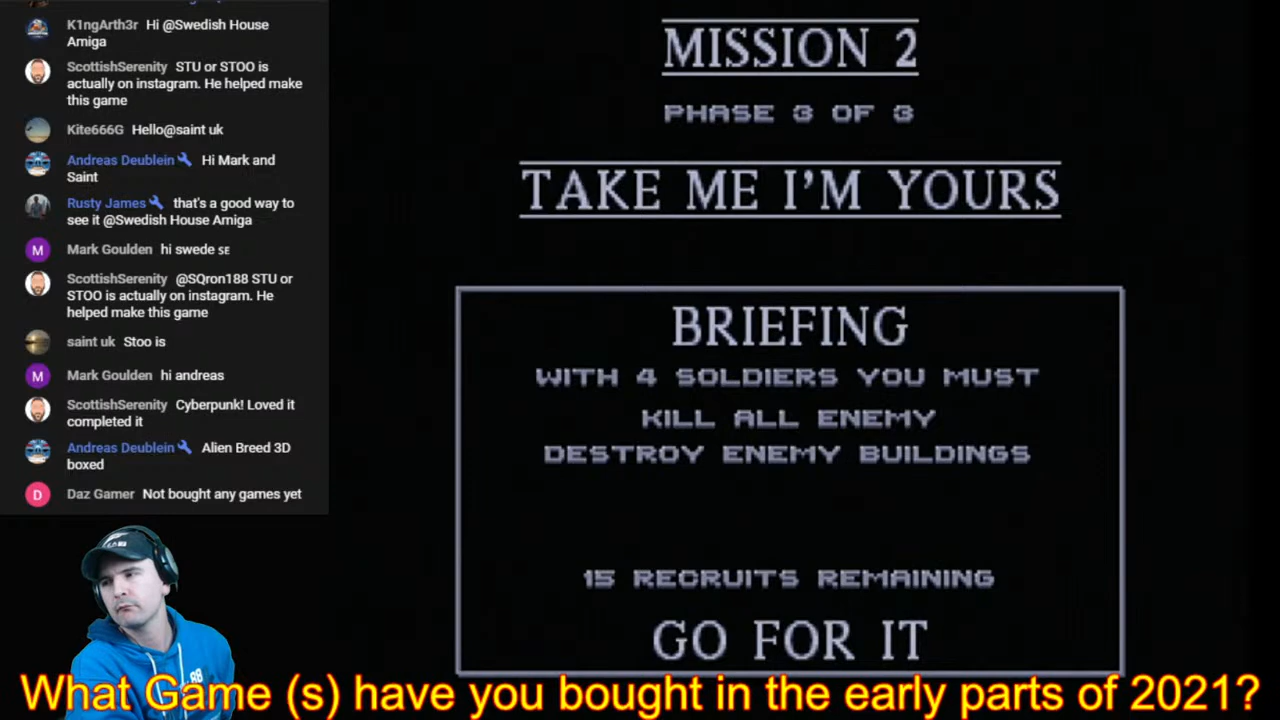 K1ngArth3r Hi @Swedish House
Amiga
ScottishSerenity STU or STOO is
actually on instagram. He helped make
this game
Kite666G Hello@saint uk
Andreas Deublein Hi Mark and
Saint
Rusty James that's a good way to
see it @Swedish House Amiga
M Mark Goulden hi swede SE
ScottishSerenity @SQron188 STU or
STOO is actually on instagram. He
helped make this game
saint uk Stoo is
M Mark Goulden hi andreas
ScottishSerenity Cyberpunk! Loved it
completed it
Andreas Deublein Alien Breed 3D
boxed
D Daz Gamer Not bought any games yet
MISSION 2
PHASE 3 OF 3
TAKE ME I'M YOURS
BRIEFING
WITH 4 SOLDIERS YOU MUST
KILL ALL ENEMY
DESTROY ENEMY BUILDINGS
15 RECRUITS REMAINING
GO FOR IT
What Game (s) have you bought in the early parts of 2021?